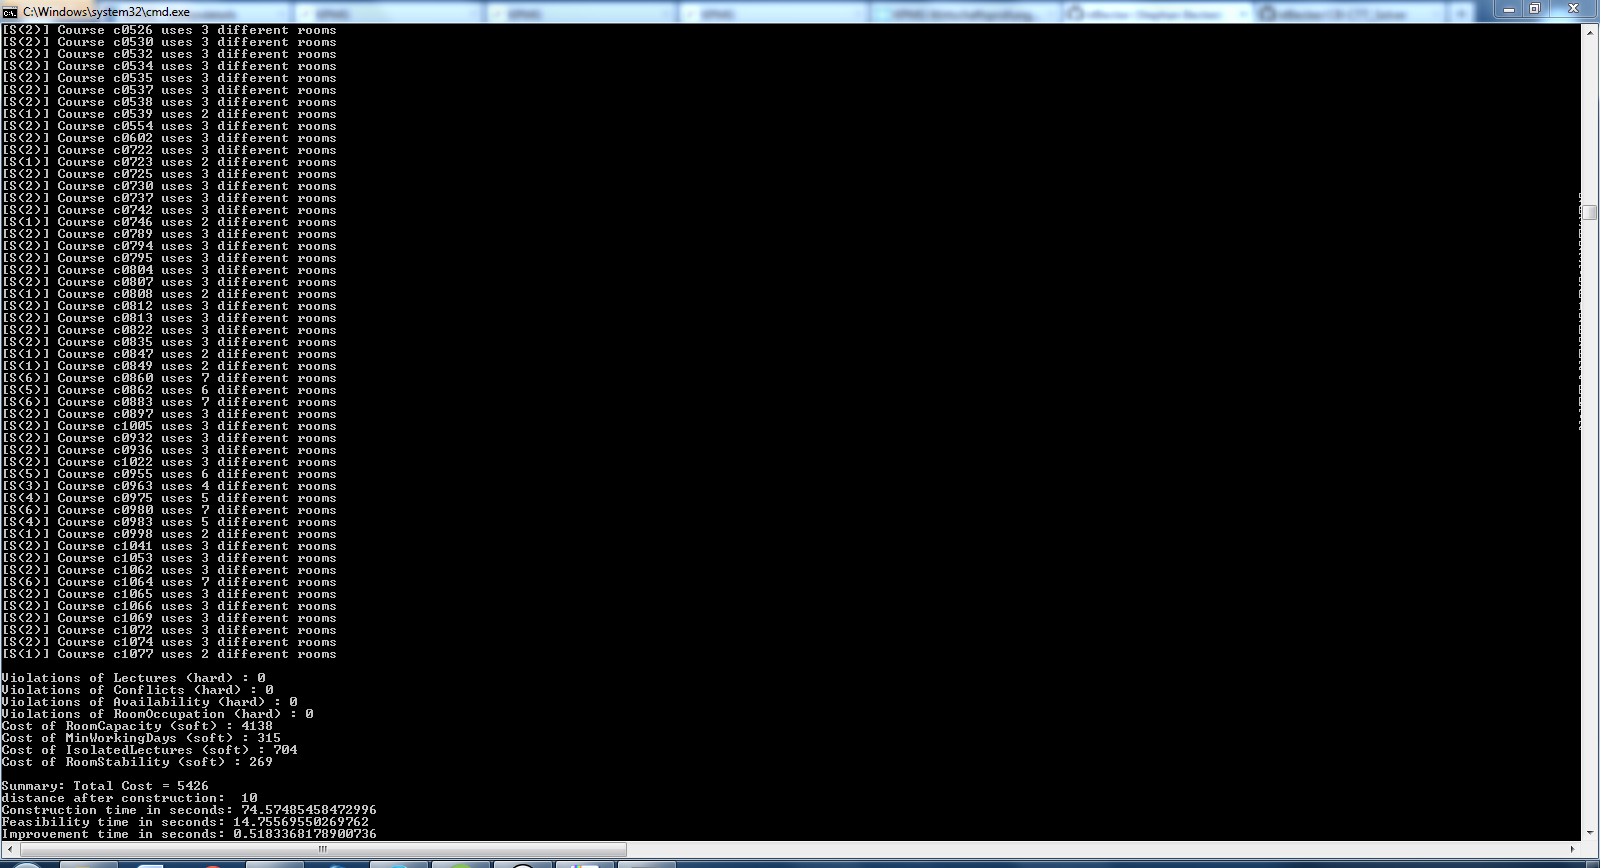 C:\Windows\system32\cmd.exe
[S(2)] Course c0526 uses 3 different rooms
[S(2)] Course c0530 uses 3 different rooms
[S(2)] Course c0532 uses 3 different rooms
[S(2)] Course c0534 uses 3 different rooms
[S(2)] Course c0535 uses 3 different rooms
[S(2)] Course c0537 uses 3 different rooms
[S(2)] Course c0538 uses 3 different rooms
[S(1)] Course c0539 uses 2 different rooms
[S(2)] Course c0554 uses 3 different rooms
[S(2)] Course c0602 uses 3 different rooms
[S(2)] Course c0722 uses 3 different rooms
[S(1)] Course c0723 uses 2 different rooms
[S(2)] Course c0725 uses 3 different rooms
[S(2)] Course c0730 uses 3 different rooms
[S(2)] Course c0737 uses 3 different rooms
[S(2)] Course c0742 uses 3 different rooms
[S(1)] Course c0746 uses 2 different rooms
[S(2)] Course c0789 uses 3 different rooms
[S(2)] Course c0794 uses 3 different rooms
[S(2)] Course c0795 uses 3 different rooms
[S(2)] Course c0804 uses 3 different rooms
[S(2)] Course c0807 uses 3 different rooms
[S(1)] Course c0808 uses 2 different rooms
[S(2)] Course c0812 uses 3 different rooms
[S(2)] Course c0813 uses 3 different rooms
[S(2)] Course c0822 uses 3 different rooms
[S(2)] Course c0835 uses 3 different rooms
[S(1)] Course c0847 uses 2 different rooms
[S(1)] Course c0849 uses 2 different rooms
[S(6)] Course c0860 uses 7 different rooms
[S(5)] Course c0862 uses 6 different rooms
[S(6)] Course c0883 uses 7 different rooms
[S(2)] Course c0897 uses 3 different rooms
[S(2)] Course c1005 uses 3 different rooms
[S(2)] Course c0932 uses 3 different rooms
[S(2)] Course c0936 uses 3 different rooms
[S(2)] Course c1022 uses 3 different rooms
[S(5)] Course c0955 uses 6 different rooms
[S(3)] Course c0963 uses 4 different rooms
[S(4)] Course c0975 uses 5 different rooms
[S(6)] Course c0980 uses 7 different rooms
[S(4)] Course c0983 uses 5 different rooms
[S(1)] Course c0998 uses 2 different rooms
[S(2)] Course c1041 uses 3 different rooms
[S(2)] Course c1053 uses 3 different rooms
[S(2)] Course c1062 uses 3 different rooms
[S(6)] Course c1064 uses 7 different rooms
[S(2)] Course c1065 uses 3 different rooms
[S(2)] Course c1066 uses 3 different rooms
[S(2)] Course c1069 uses 3 different rooms
[S(2)] Course c1072 uses 3 different rooms
[S(2)] Course c1074 uses 3 different rooms
[S(1)] Course c1077 uses 2 different rooms
Violations of Lectures (hard) : 0
Violations of Conflicts (hard) : 0
Violations of Availability (hard) : 0
Violations of RoomOccupation (hard) : 0
Cost of RoomCapacity (soft) : 4138
Cost of MinWorkingDays (soft) : 315
Cost of IsolatedLectures (soft) : 704
Cost of RoomStability (soft) : 269
Summary: Total Cost = 5426
distance after construction:  10
Construction time in seconds: 74.57485458472996
Feasibility time in seconds: 14.75569550269762
Improvement time in seconds: 0.5183368178900736